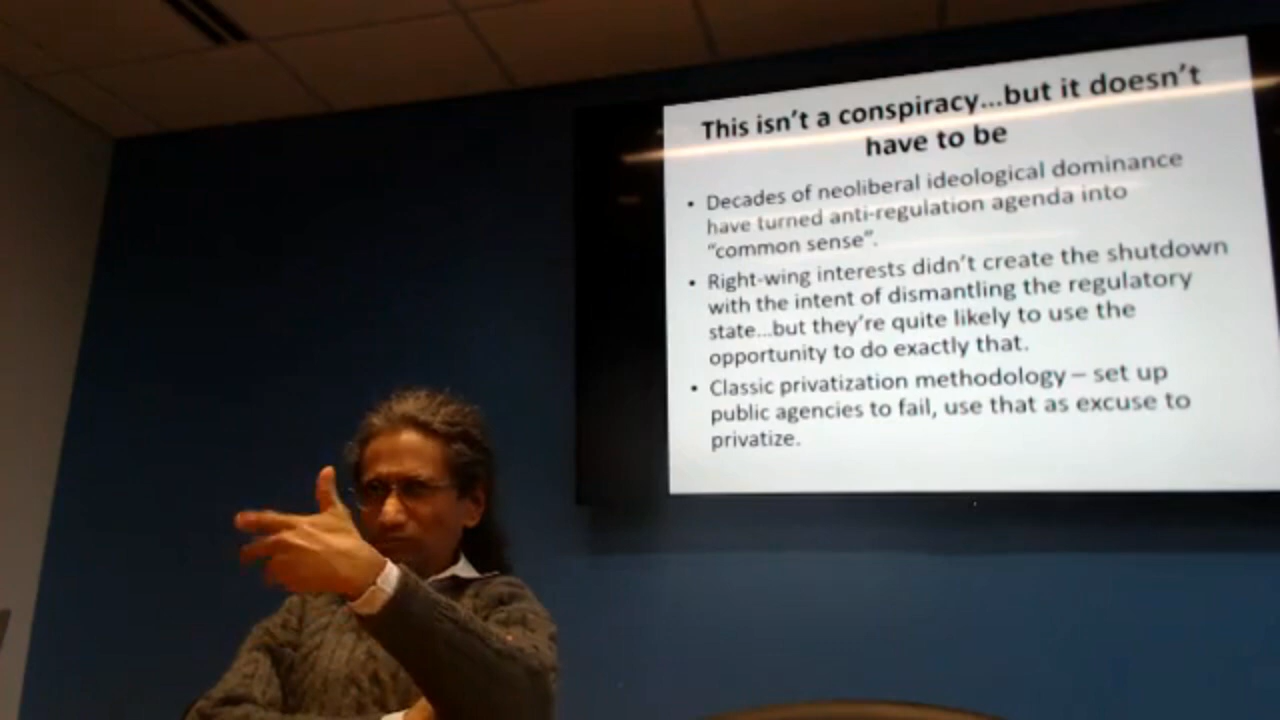 This isn't a conspiracy...but it doesn't
have to be
• Decades of neoliberal ideological dominance
have turned anti-regulation agenda into
"common sense".
• Right-wing interests didn't create the shutdown
with the intent of dismantling the regulatory
state...but they're quite likely to use the
opportunity to do exactly that.
• Classic privatization methodology – set up
public agencies to fail, use that as excuse to
privatize.